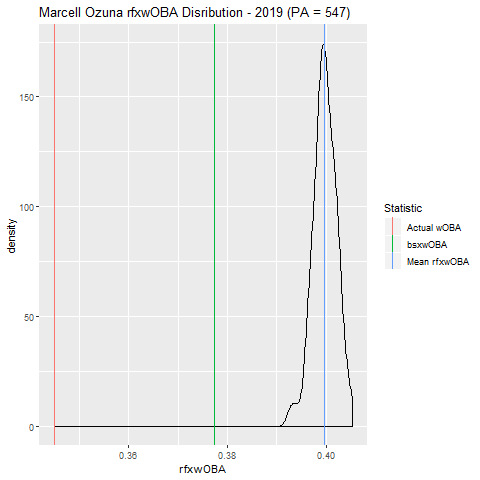 Marcell Ozuna rfxwOBA Disribution - 2019 (PA = 547)
density
150
100
50
0
0.36
0.38
0.40
rfxwOBA
Statistic
Actual wOBA
bsxwOBA
Mean rfxwOBA